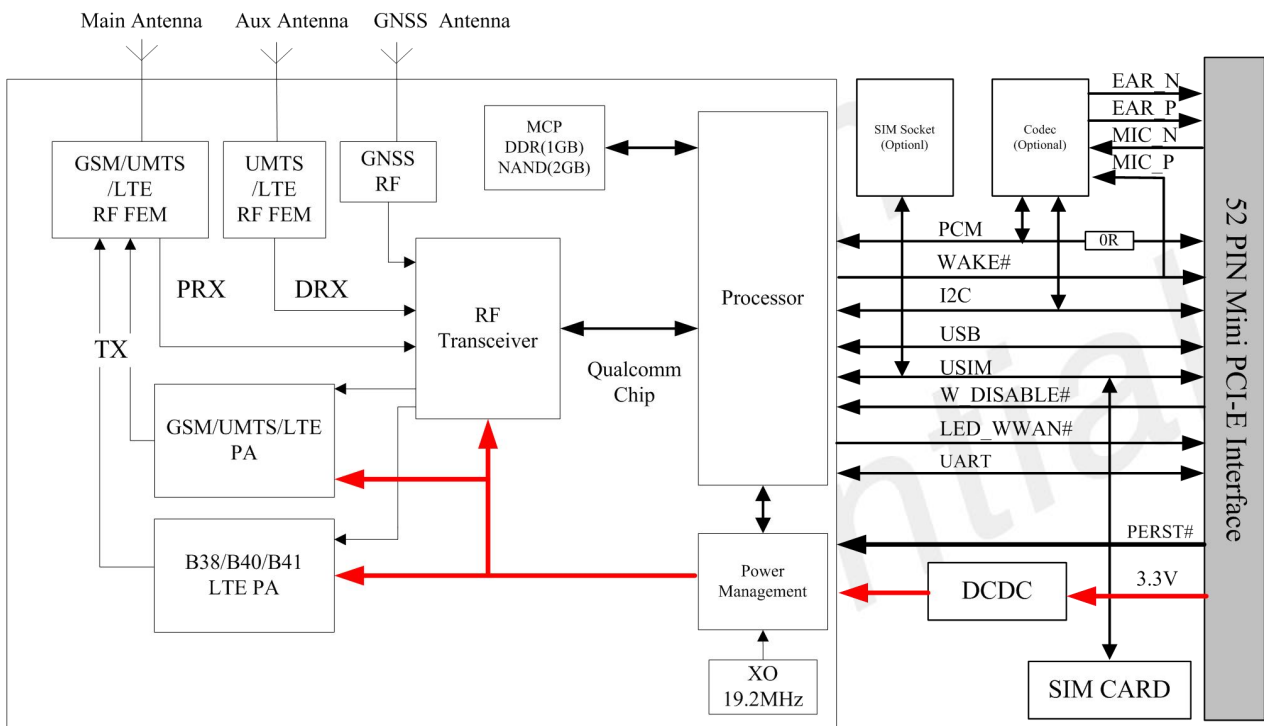 Main Antenna
Aux Antenna
GNSS Antenna
GSM/UMTS
/LTE
RF FEM
UMTS
/LTE
RF FEM
GNSS
RF
MCP
DDR(1GB)
NAND(2GB)
SIM Socket
(Optionl)
Codec
(Optional)
EAR_N
EAR_P
MIC_N
MIC_P
PRX
DRX
TX
RF
Transceiver
Qualcomm
Chip
Processor
PCM
0R
WAKE#
I2C
USB
USIM
W_DISABLE#
LED_WWAN#
UART
PERST#
3.3V
DCDC
GSM/UMTS/LTE
PA
B38/B40/B41
LTE PA
Power
Management
XO
19.2MHz
SIM CARD
52 PIN Mini PCI-E Interface